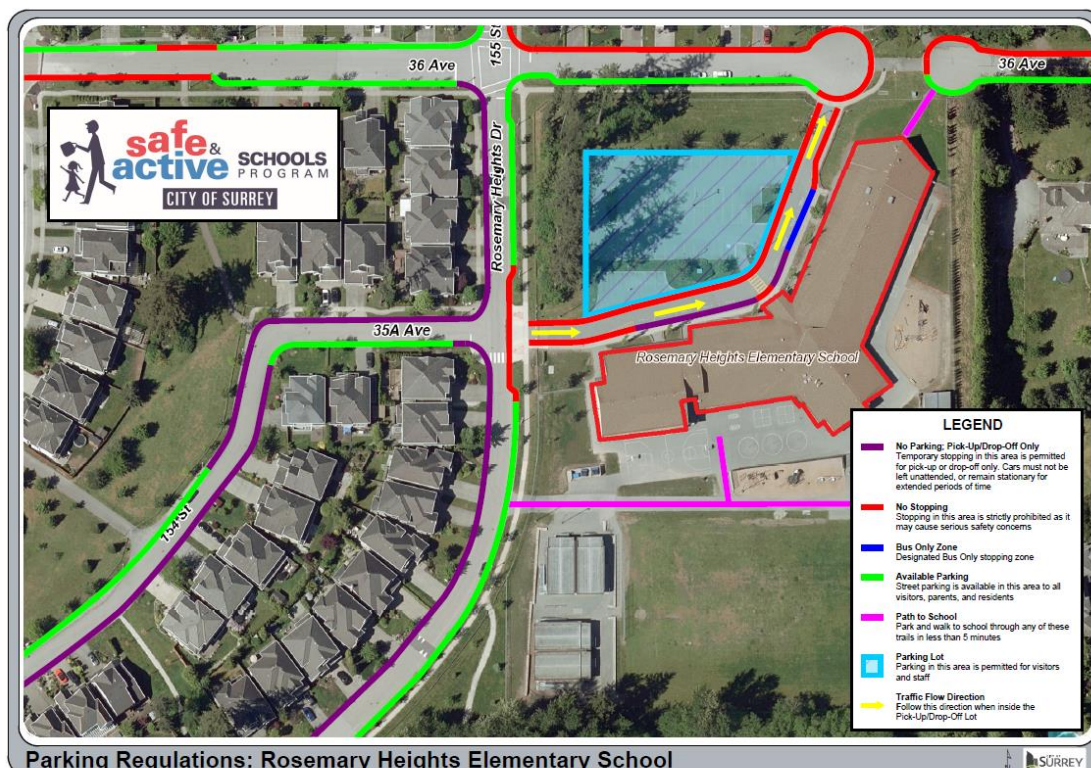 155 St
36 Ave
36 Ave
safe &
active SCHOOLS
PROGRAM
CITY OF SURREY
Rosemary Heights Dr
35A Ave
Rosemary Heights Elementary School
154 St
LEGEND
No Parking; Pick-Up/Drop-Off Only
Temporary stopping in this area is permitted
for pick-up or drop-off only. Cars must not be
left unattended, or remain stationary for
extended periods of time
No Stopping
Stopping in this area is strictly prohibited as it
may cause serious safety concerns
Bus Only Zone
Designated Bus Only stopping zone
Available Parking
Street parking is available in this area to all
visitors, parents, and residents
Path to School
Park and walk to school through any of these
trails in less than 5 minutes
Parking Lot
Parking in this area is permitted for visitors
and staff
Traffic Flow Direction
Follow this direction when inside the
Pick-Up/Drop-Off Lot
Parking Regulations: Rosemary Heights Elementary School
SURREY